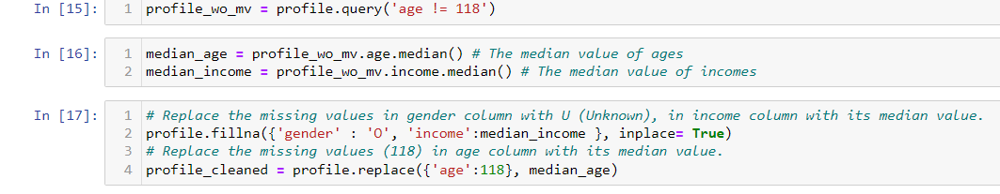 In [15]: 1 profile_wo_mv = profile.query('age != 118')
In [16]: 1 median_age = profile_wo_mv.age.median() # The median value of ages
2 median_income = profile_wo_mv.income.median() # The median value of incomes
In [17]: 1 # Replace the missing values in gender column with U (Unknown), in income column with its median value.
2 profile.fillna({'gender' : 'O', 'income':median_income }, inplace= True)
3 # Replace the missing values (118) in age column with its median value.
4 profile_cleaned = profile.replace({'age':118}, median_age)